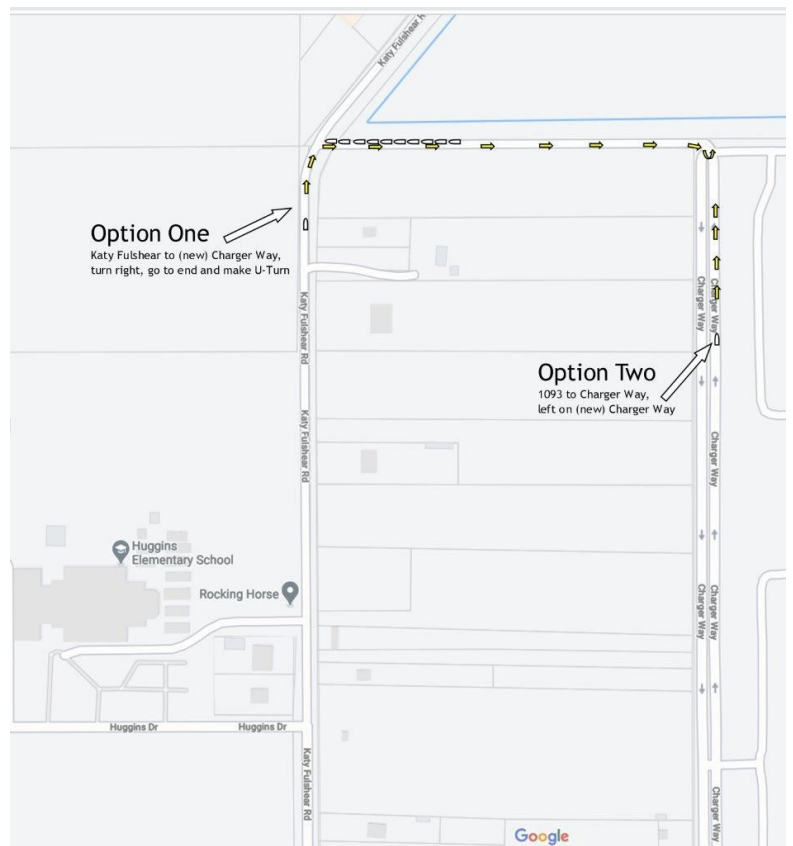 Katy Fulshear Rd
Option One
Katy Fulshear to (new) Charger Way,
turn right, go to end and make U-Turn
Katy Fulshear Rd
Charger Way
Charger Way
Option Two
1093 to Charger Way,
left on (new) Charger Way
Katy Fulshear Rd
Charger Way
Huggins
Elementary School
Rocking Horse
Charger Way
Charger Way
Huggins Dr
Huggins Dr
Katy Fulshear Rd
Charger Way
Google